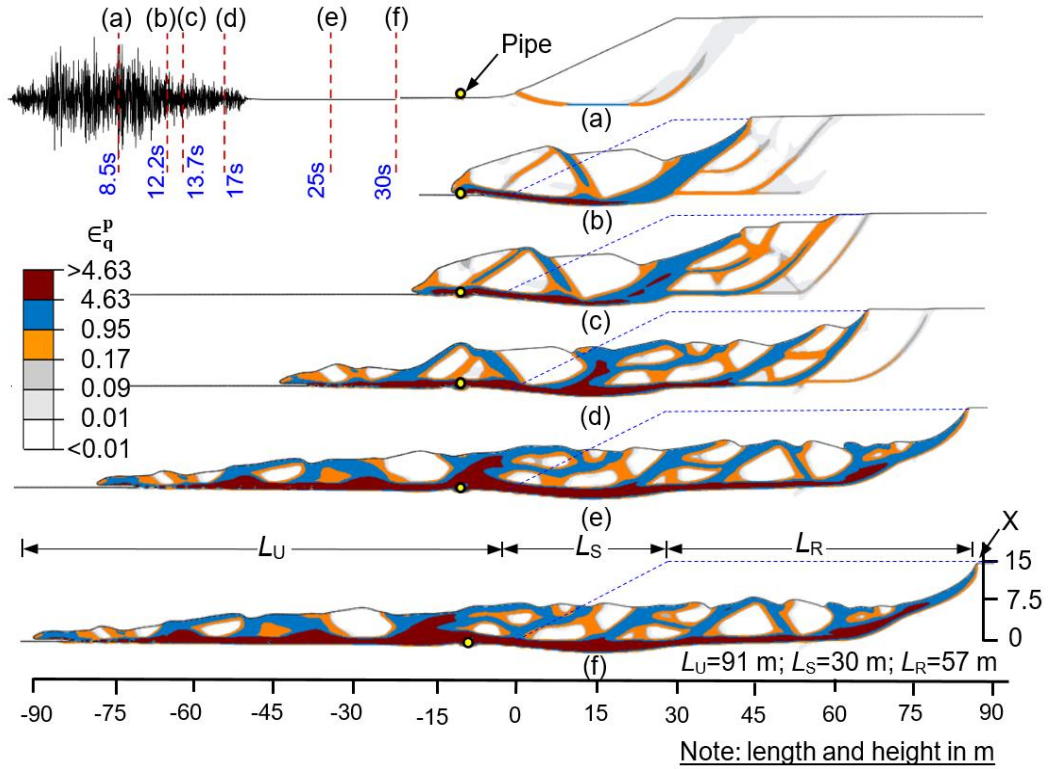 (a) (b) (c) (d) (e) (f)
Pipe
8.5s 12.2s 13.7s 17s 25s 30s
(a)
(b)
(c)
(d)
(e)
(f)
∈qp
>4.63
4.63
0.95
0.17
0.09
0.01
<0.01
LU LS LR X
15
7.5
0
LU=91 m; LS=30 m; LR=57 m
-90 -75 -60 -45 -30 -15 0 15 30 45 60 75 90
Note: length and height in m